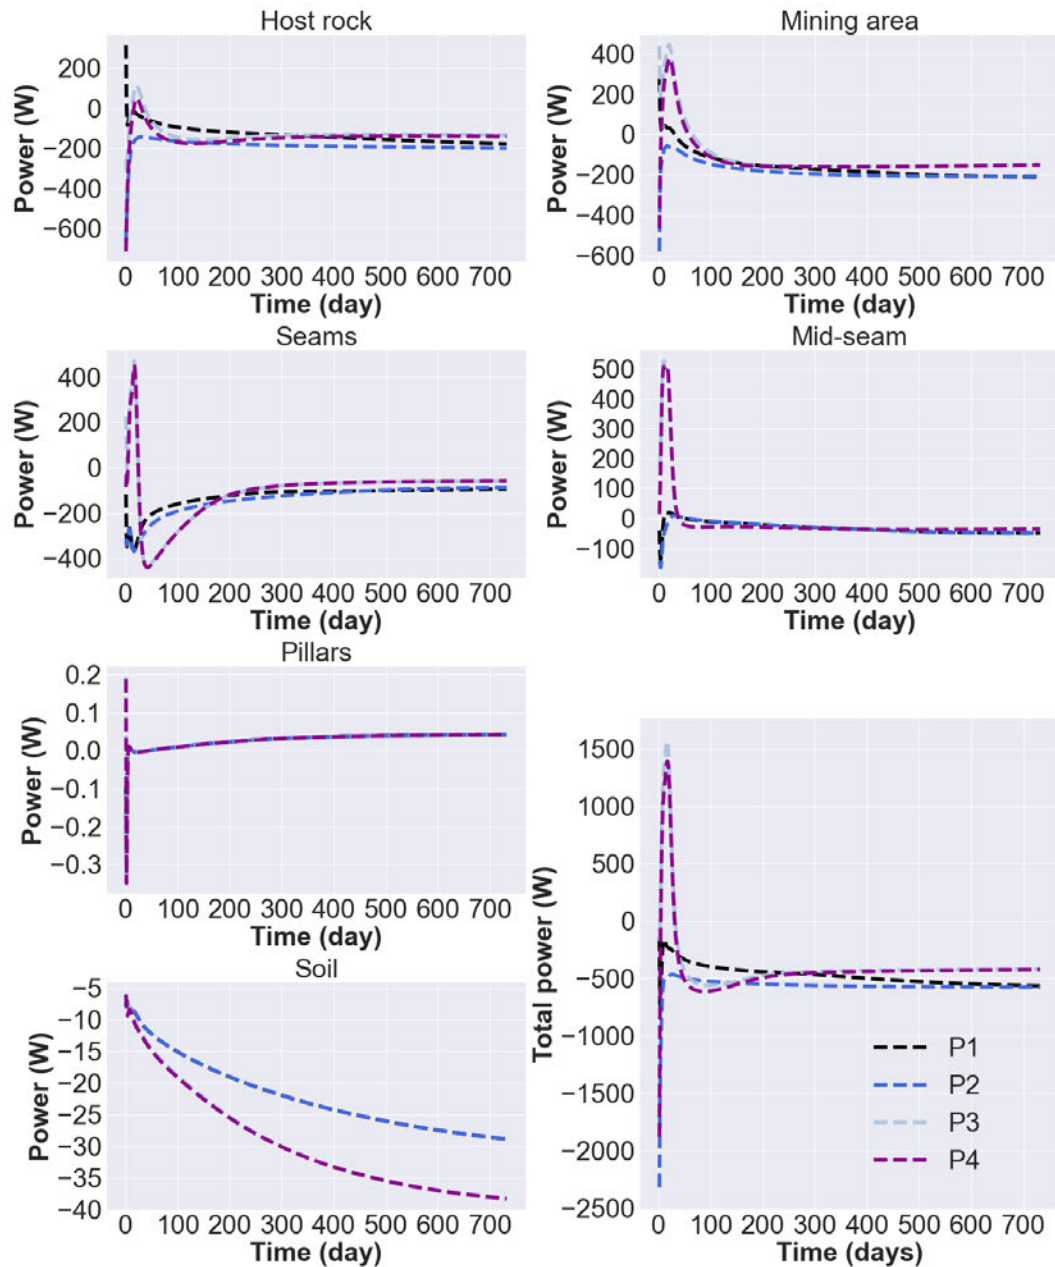 Host rock
Power (W)
200
0
−200
−400
−600
0 100 200 300 400 500 600 700
Time (day)
Mining area
Power (W)
400
200
0
−200
−400
−600
0 100 200 300 400 500 600 700
Time (day)
Seams
Power (W)
400
200
0
−200
−400
0 100 200 300 400 500 600 700
Time (day)
Mid-seam
Power (W)
500
400
300
200
100
0
−100
0 100 200 300 400 500 600 700
Time (day)
Pillars
Power (W)
0.2
0.1
0.0
−0.1
−0.2
−0.3
0 100 200 300 400 500 600 700
Time (day)
Soil
Power (W)
−5
−10
−15
−20
−25
−30
−35
−40
0 100 200 300 400 500 600 700
Time (day)
Total power (W)
1500
1000
500
0
−500
−1000
−1500
−2000
−2500
P1
P2
P3
P4
0 100 200 300 400 500 600 700
Time (days)